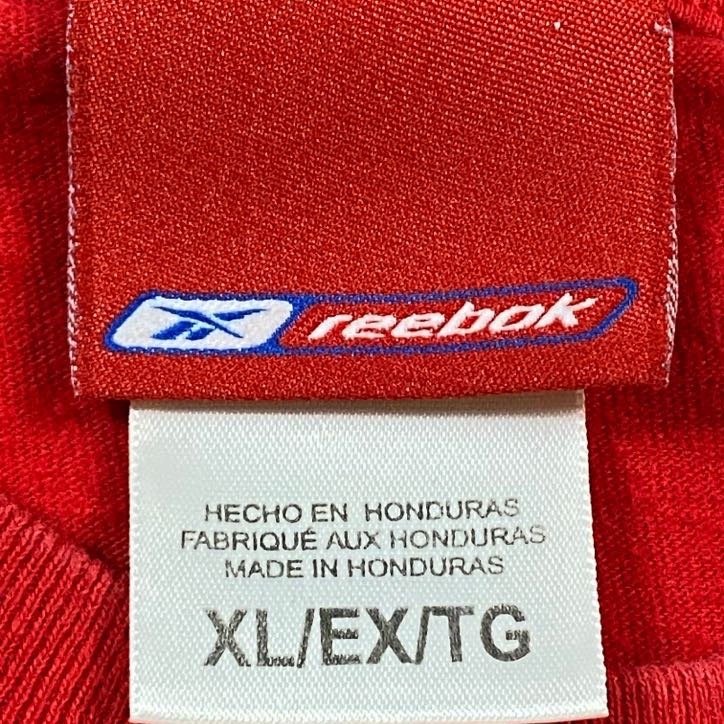 reebok
HECHO EN HONDURAS
FABRIQUÉ AUX HONDURAS
MADE IN HONDURAS
XL/EX/TG